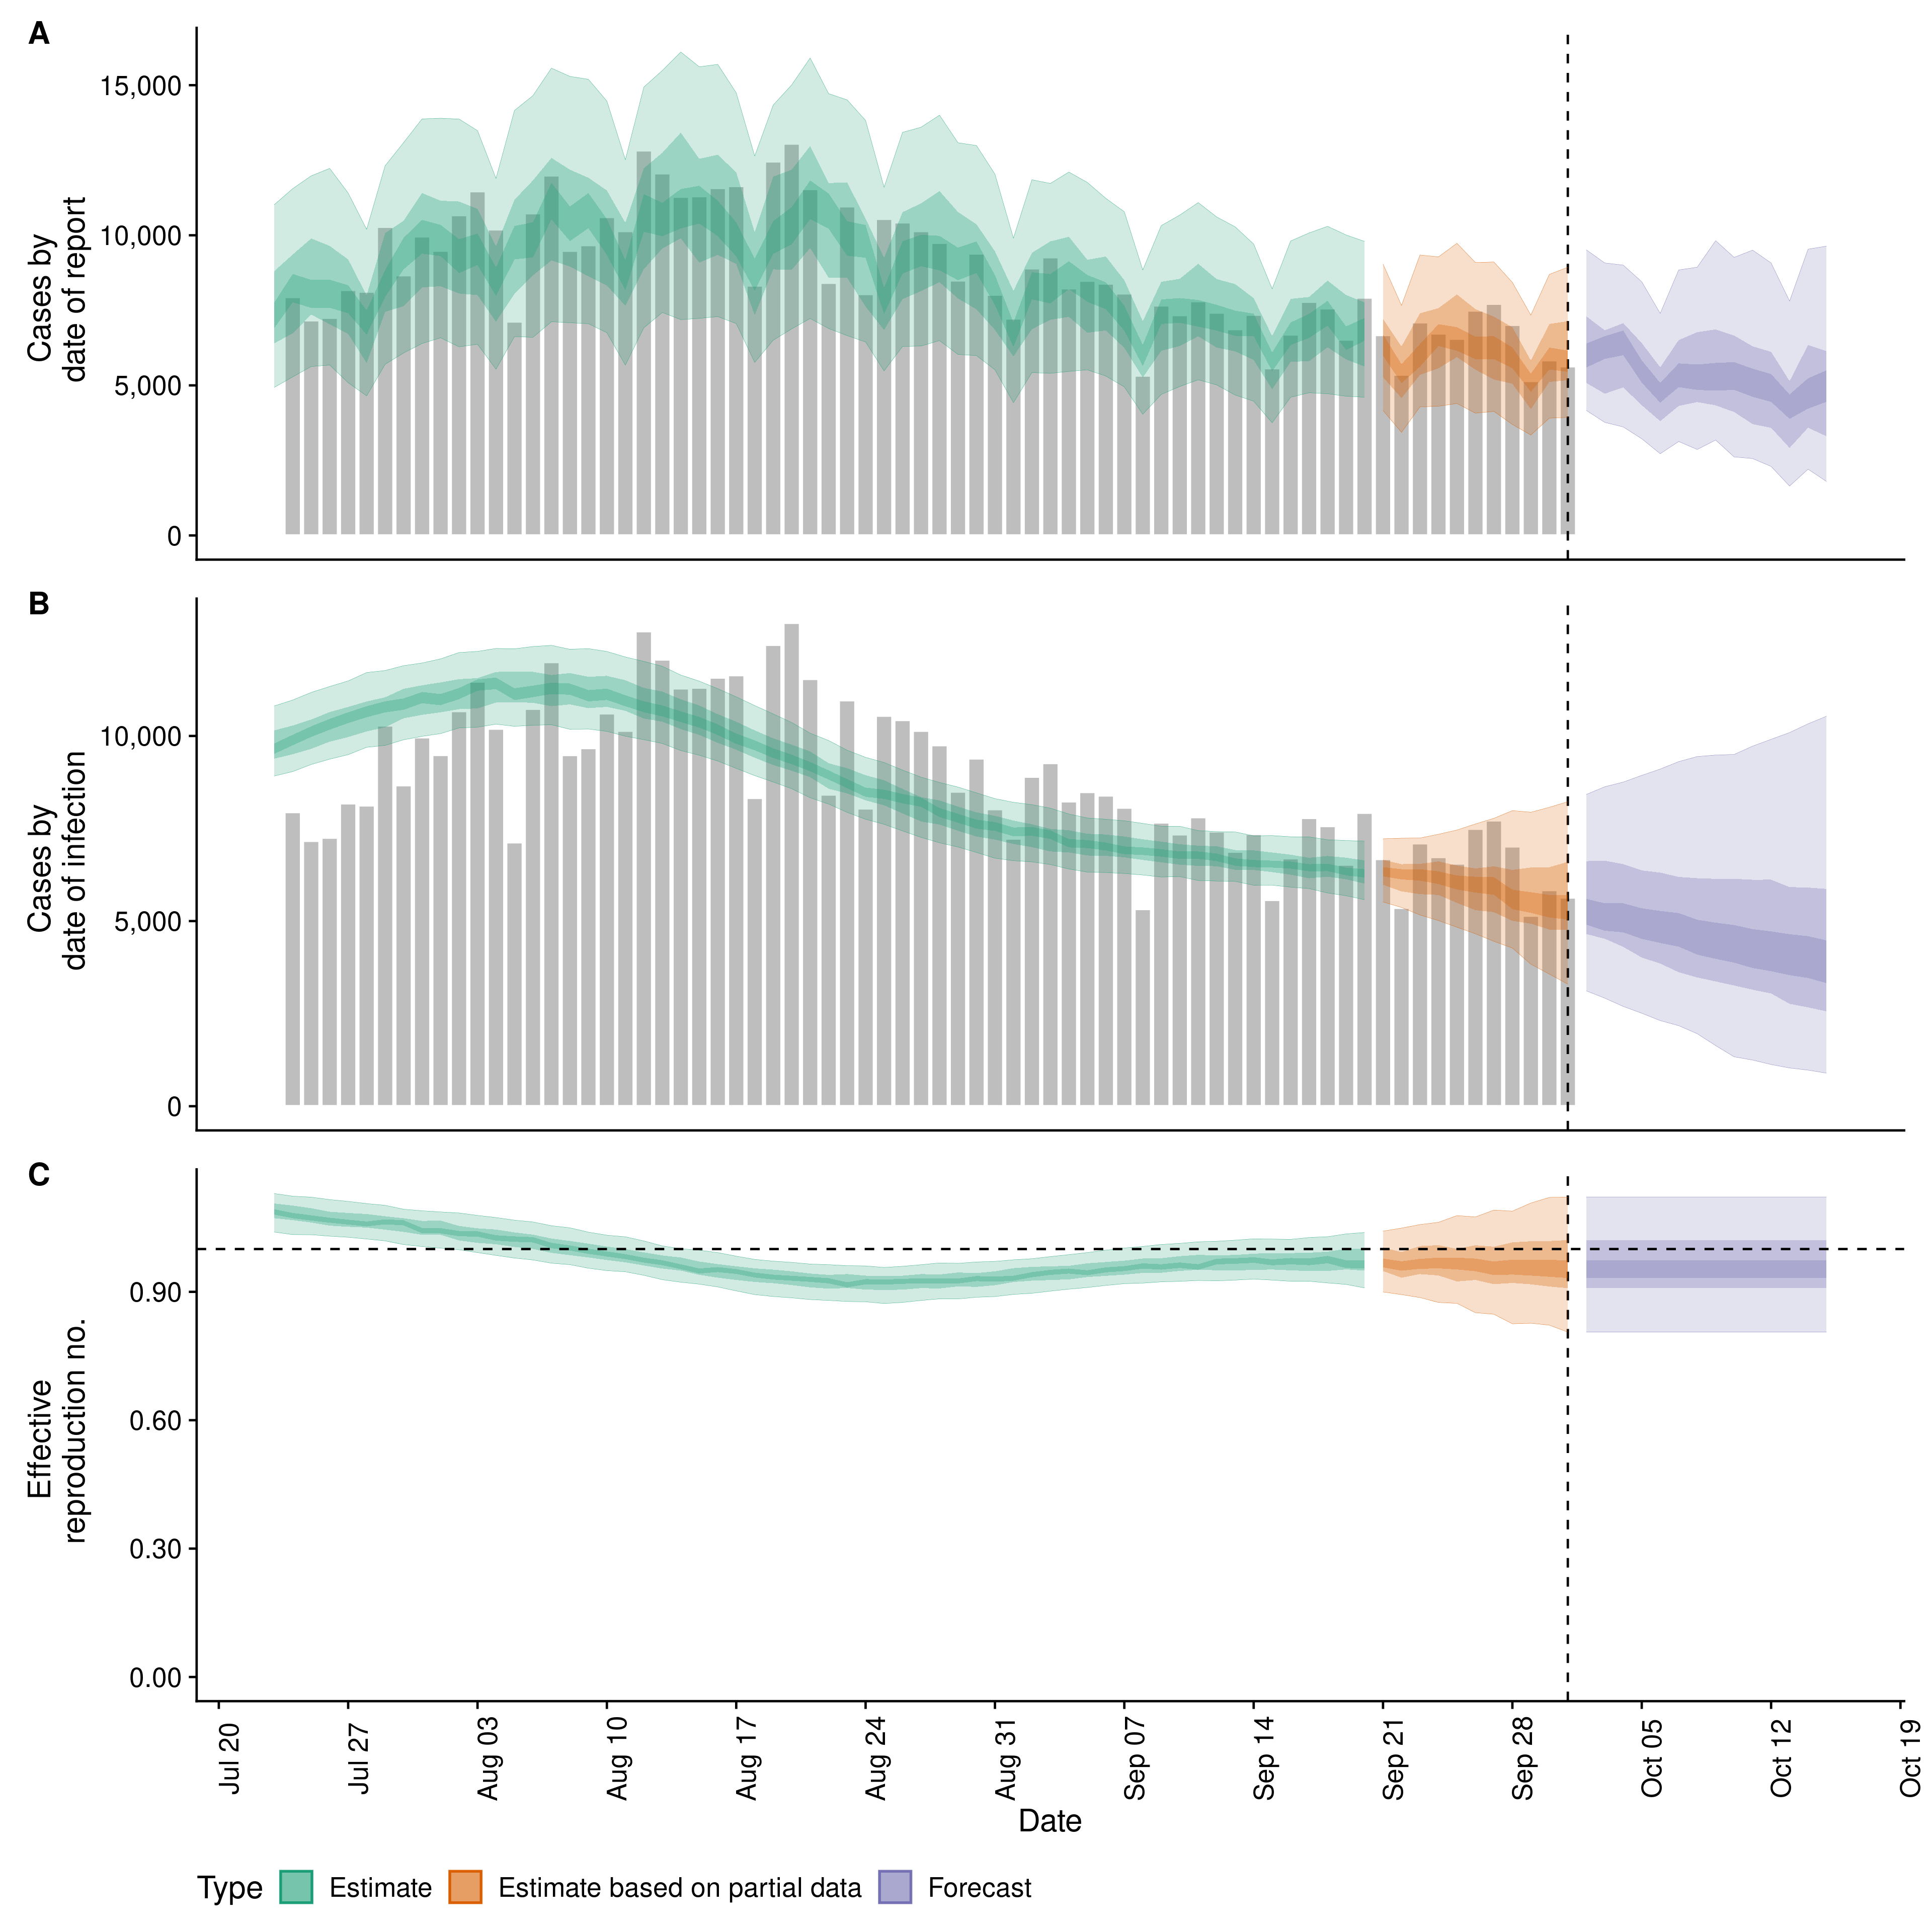 A
15,000
10,000
5,000
0
Cases by
date of report
B
10,000
5,000
0
Cases by
date of infection
C
0.90
0.60
0.30
0.00
Effective
reproduction no.
Jul 20
Jul 27
Aug 03
Aug 10
Aug 17
Aug 24
Aug 31
Sep 07
Sep 14
Sep 21
Sep 28
Oct 05
Oct 12
Oct 19
Date
Type Estimate Estimate based on partial data Forecast